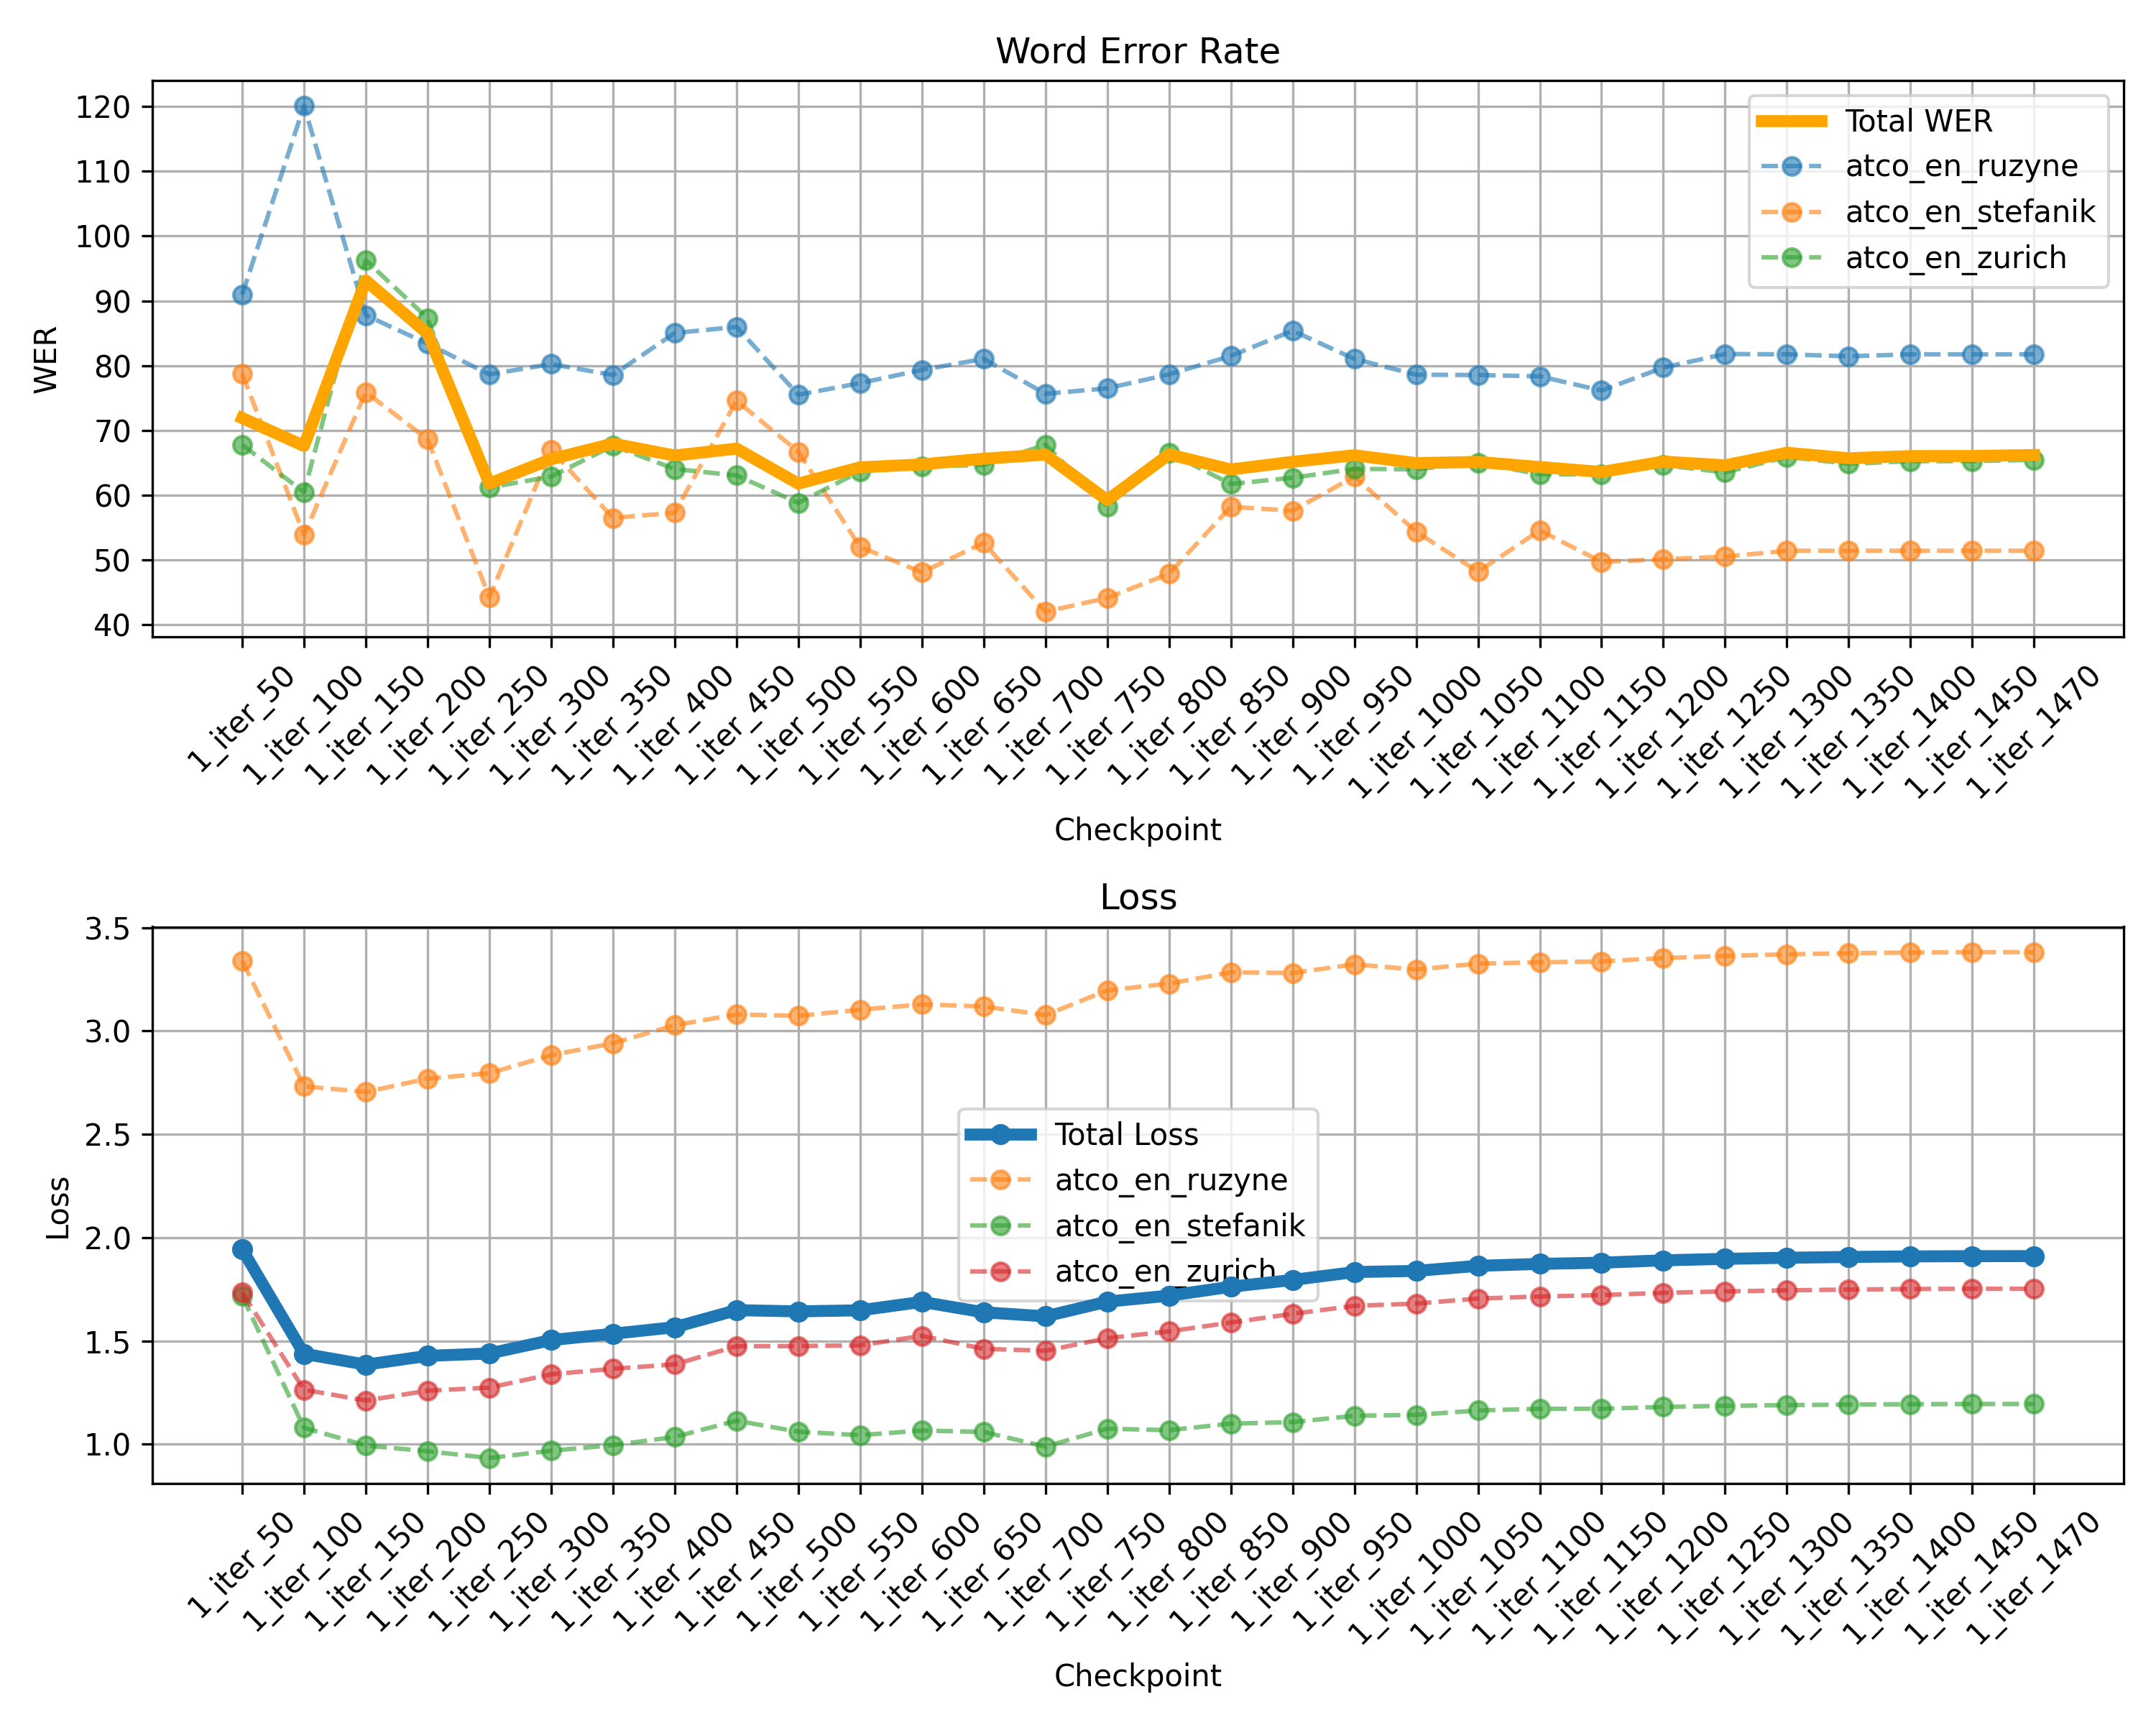 Word Error Rate
WER
120
110
100
90
80
70
60
50
40
Total WER
atco_en_ruzyne
atco_en_stefanik
atco_en_zurich
1_iter_50
1_iter_100
1_iter_150
1_iter_200
1_iter_250
1_iter_300
1_iter_350
1_iter_400
1_iter_450
1_iter_500
1_iter_550
1_iter_600
1_iter_650
1_iter_700
1_iter_750
1_iter_800
1_iter_850
1_iter_900
1_iter_950
1_iter_1000
1_iter_1050
1_iter_1100
1_iter_1150
1_iter_1200
1_iter_1250
1_iter_1300
1_iter_1350
1_iter_1400
1_iter_1450
1_iter_1470
Checkpoint
Loss
Loss
3.5
3.0
2.5
2.0
1.5
1.0
Total Loss
atco_en_ruzyne
atco_en_stefanik
atco_en_zurich
1_iter_50
1_iter_100
1_iter_150
1_iter_200
1_iter_250
1_iter_300
1_iter_350
1_iter_400
1_iter_450
1_iter_500
1_iter_550
1_iter_600
1_iter_650
1_iter_700
1_iter_750
1_iter_800
1_iter_850
1_iter_900
1_iter_950
1_iter_1000
1_iter_1050
1_iter_1100
1_iter_1150
1_iter_1200
1_iter_1250
1_iter_1300
1_iter_1350
1_iter_1400
1_iter_1450
1_iter_1470
Checkpoint